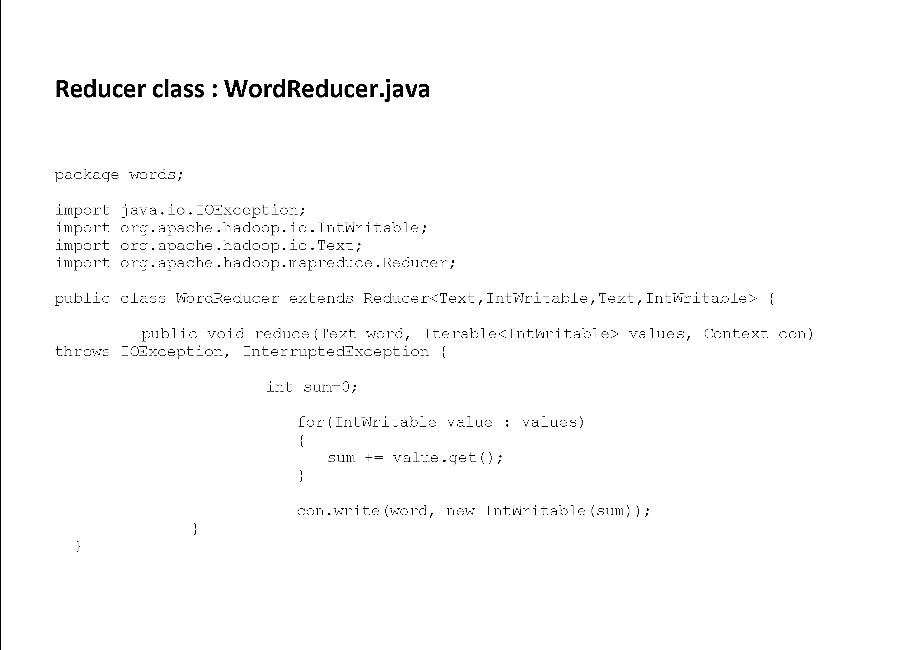 Reducer class : WordReducer.java
package words;
import java.io.IOException;
import org.apache.hadoop.io.IntWritable;
import org.apache.hadoop.io.Text;
import org.apache.hadoop.mapreduce.Reducer;
public class WordReducer extends Reducer<Text,IntWritable,Text,IntWritable> {
public void reduce(Text word, Iterable<IntWritable> values, Context con)
throws IOException, InterruptedException {
int sum=0;
for(IntWritable value : values)
{
sum += value.get();
}
con.write(word, new IntWritable(sum));
}
}